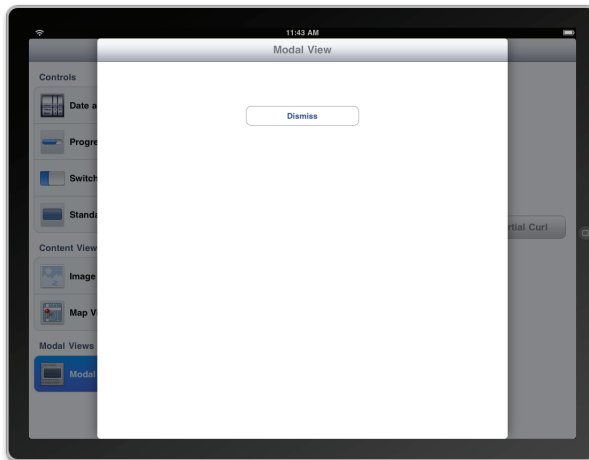 11:43 AM
Modal View
Controls
Date a
Progre
Switch
Standa
Content View
Image
Map V
Modal Views
Modal
Dismiss
rtial Curl